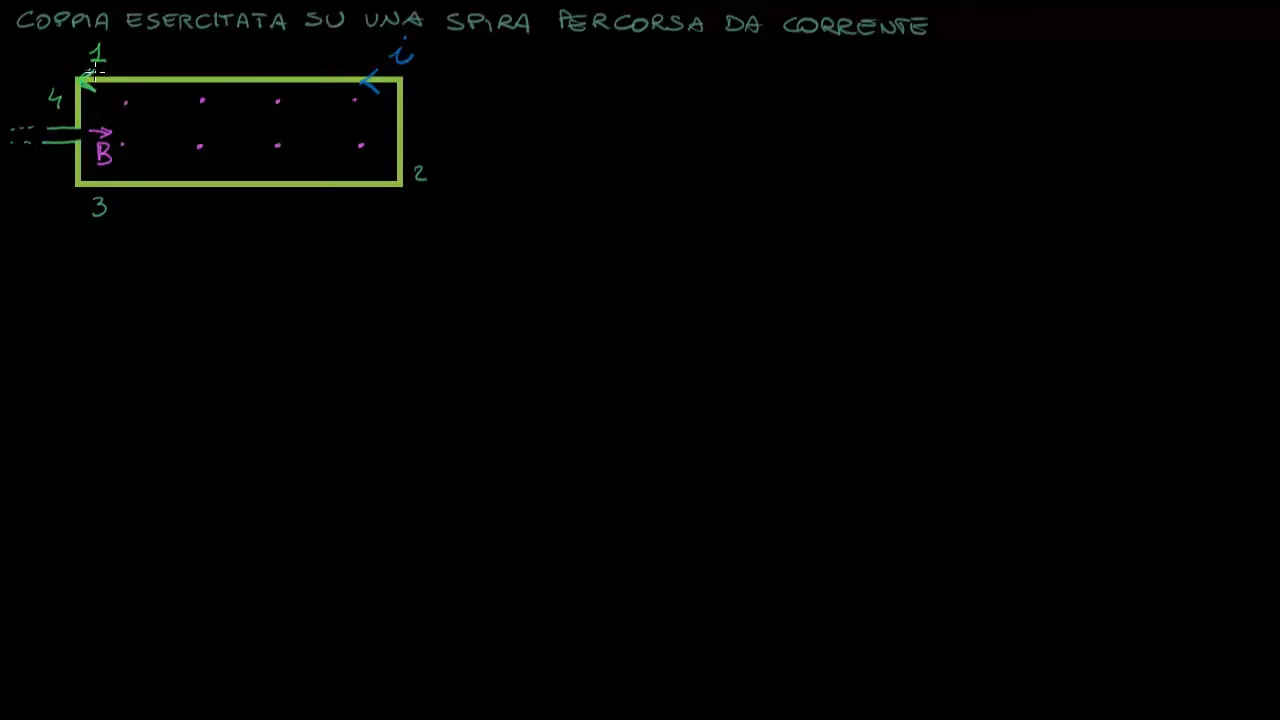 COPPIA ESERCITATA SU UNA SPIRA PERCORSA DA CORRENTE
1
i
4
B
2
3